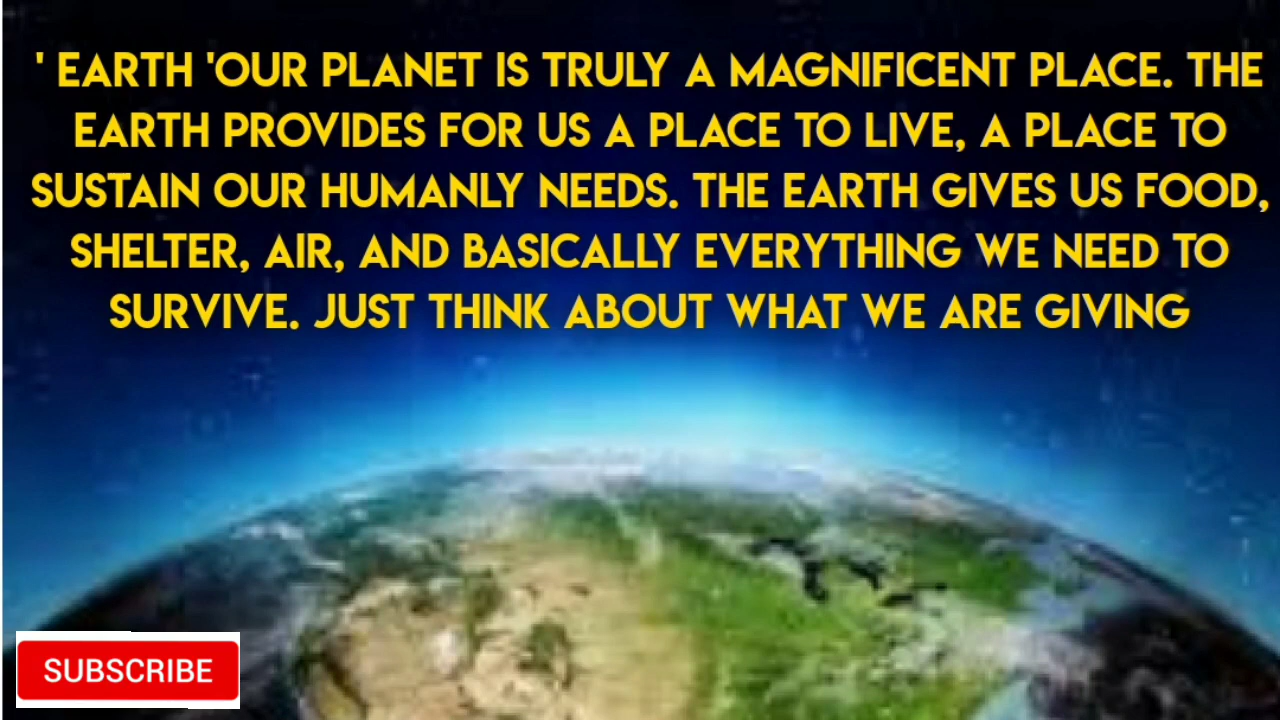 ' EARTH 'OUR PLANET IS TRULY A MAGNIFICENT PLACE. THE
EARTH PROVIDES FOR US A PLACE TO LIVE, A PLACE TO
SUSTAIN OUR HUMANLY NEEDS. THE EARTH GIVES US FOOD,
SHELTER, AIR, AND BASICALLY EVERYTHING WE NEED TO
SURVIVE. JUST THINK ABOUT WHAT WE ARE GIVING
SUBSCRIBE